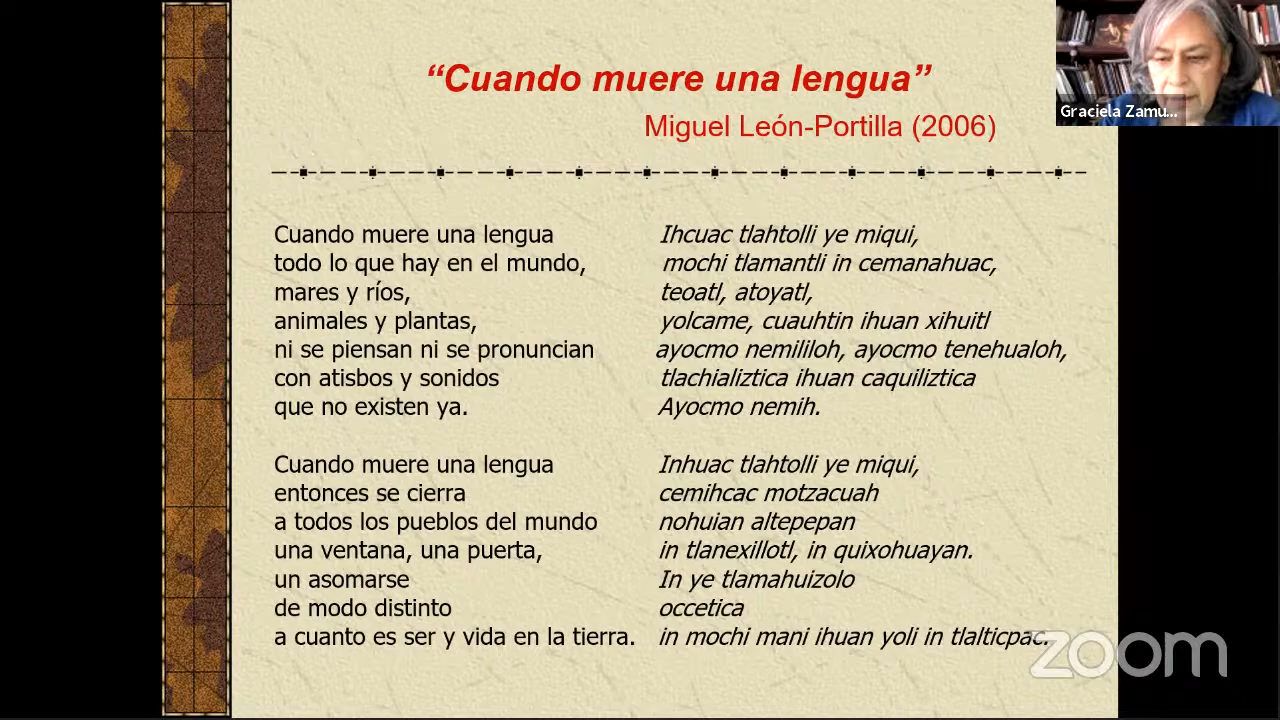 “Cuando muere una lengua”
Miguel León-Portilla (2006)
Graciela Zamu...
Cuando muere una lengua
todo lo que hay en el mundo,
mares y ríos,
animales y plantas,
ni se piensan ni se pronuncian
con atisbos y sonidos
que no existen ya.
Cuando muere una lengua
entonces se cierra
a todos los pueblos del mundo
una ventana, una puerta,
un asomarse
de modo distinto
a cuanto es ser y vida en la tierra.
Ihcuac tlahtolli ye miqui,
mochi tlamantli in cemanahuac,
teoatl, atoyatl,
yolcame, cuauhtin ihuan xihuitl
ayocmo nemililoh, ayocmo tenehualoh,
tlachializtica ihuan caquiliztica
Ayocmo nemih.
Inhuac tlahtolli ye miqui,
cemihcac motzacuah
nohuian altepepan
in tlanexillotl, in quixohuayan.
In ye tlamahuizolo
occetica
in mochi mani ihuan yoli in tlalticpac.
zoom